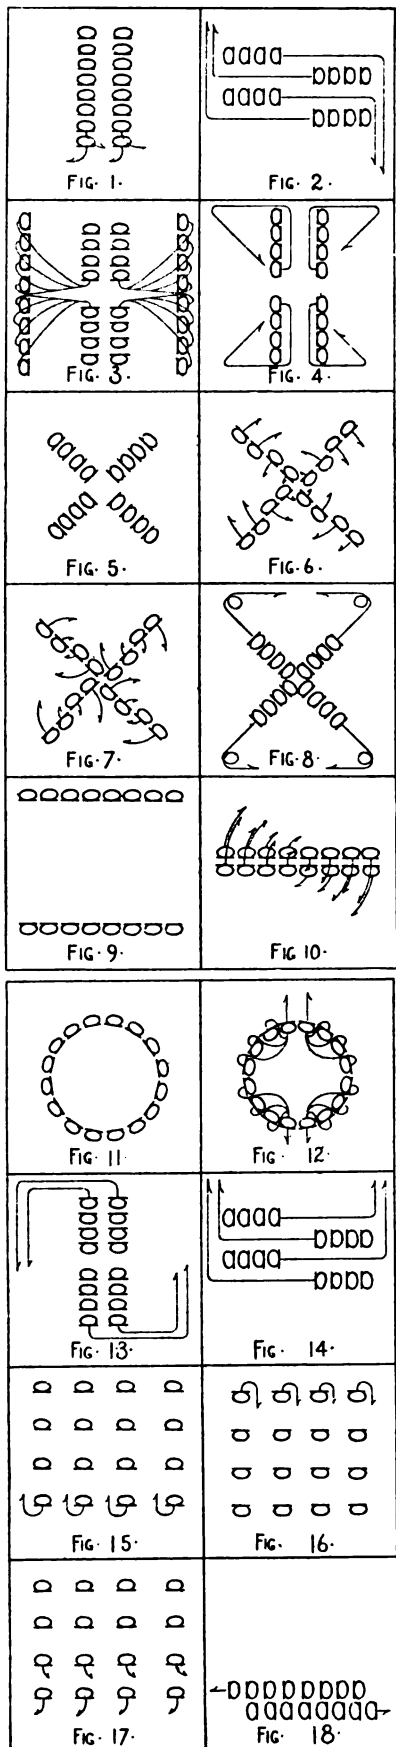 FIG. 1.
FIG. 2.
FIG. 3.
FIG. 4.
FIG. 5.
FIG. 6.
FIG. 7.
FIG. 8.
FIG. 9.
FIG 10.
FIG. 11
FIG. 12
FIG. 13
FIG. 14.
FIG. 15.
FIG. 16.
FIG. 17.
FIG. 18.